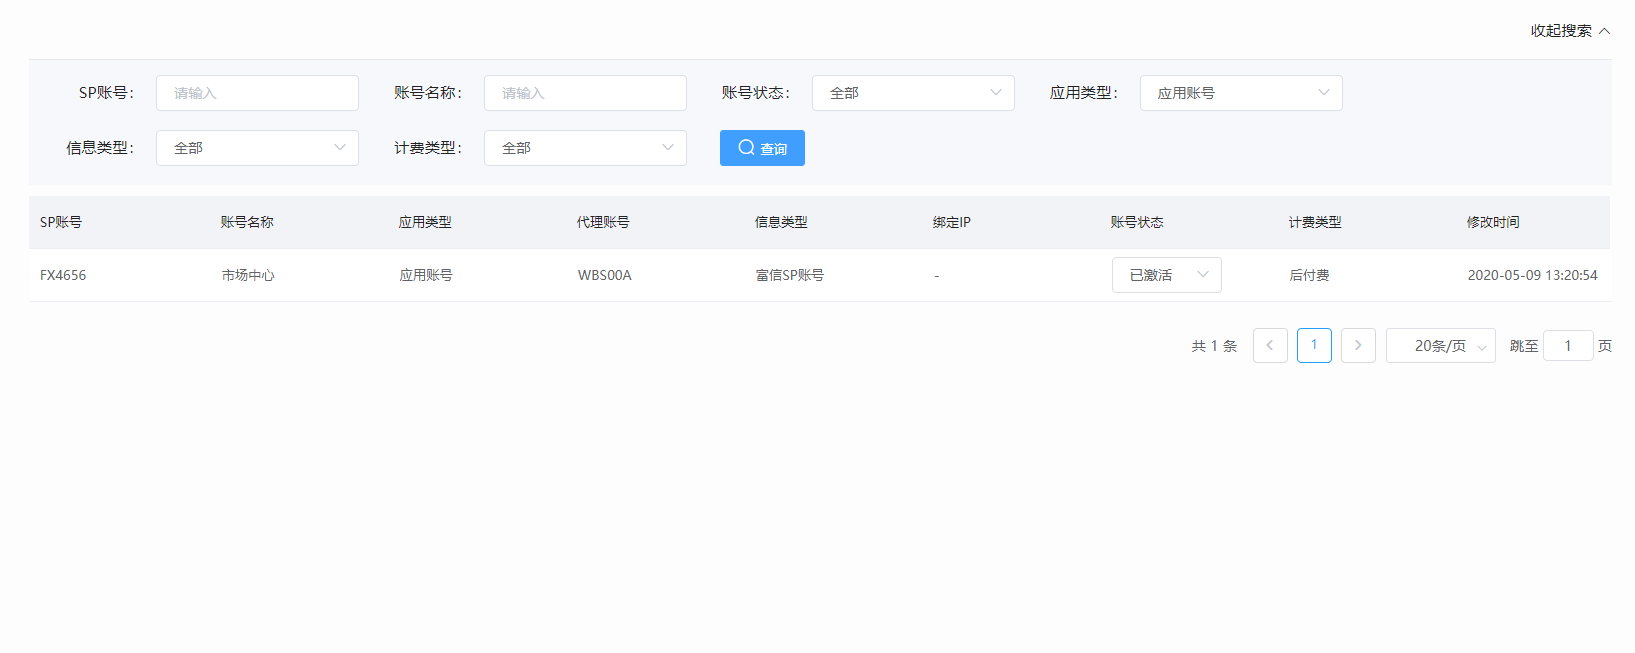 收起搜索
SP账号： 请输入 账号名称： 请输入 账号状态： 全部 应用类型： 应用账号
信息类型： 全部 计费类型： 全部 查询
SP账号 账号名称 应用类型 代理账号 信息类型 绑定IP 账号状态 计费类型 修改时间
FX4656 市场中心 应用账号 WBS00A 富信SP账号 - 已激活 后付费 2020-05-09 13:20:54
共 1 条 1 20条/页 跳至 1 页